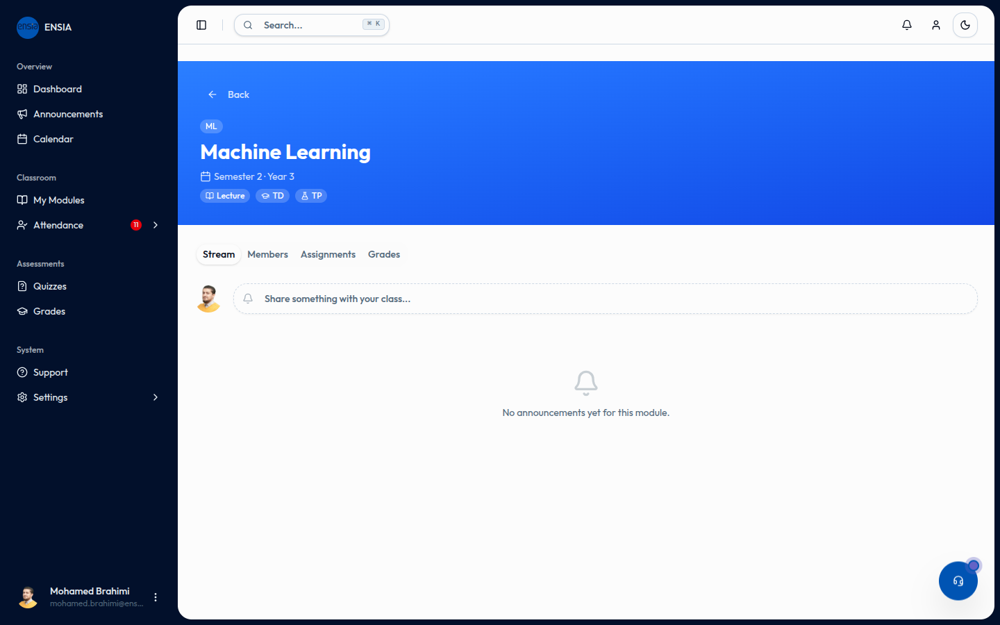 ensia ENSIA
Overview
Dashboard
Announcements
Calendar
Classroom
My Modules
Attendance 11
Assessments
Quizzes
Grades
System
Support
Settings
Mohamed Brahimi
mohamed.brahimi@ens...
Search... ⌘ K
Back
ML
Machine Learning
Semester 2 · Year 3
Lecture TD TP
Stream Members Assignments Grades
Share something with your class...
No announcements yet for this module.